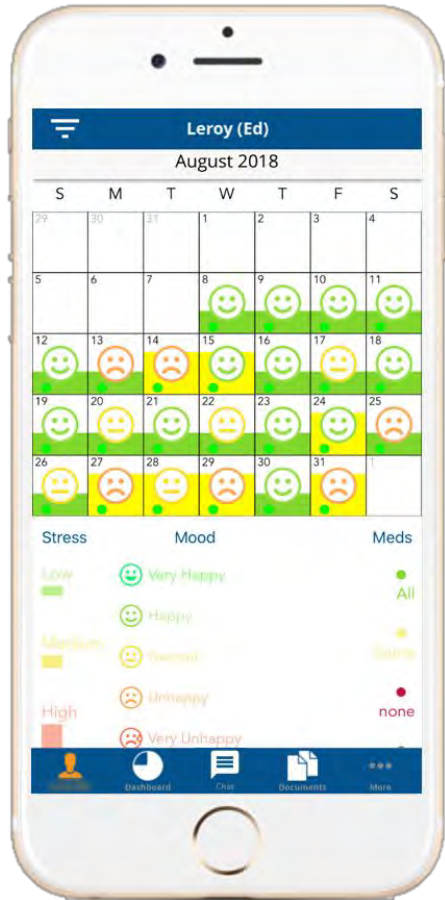 Leroy (Ed)
August 2018
S M T W T F S
29 30 31 1 2 3 4
5 6 7 8 9 10 11
12 13 14 15 16 17 18
19 20 21 22 23 24 25
26 27 28 29 30 31 1
Stress Mood Meds
Low Very Happy
All
Happy
Medium Neutral
Unhappy
High none
Very Unhappy
Dashboard Chat Documents More